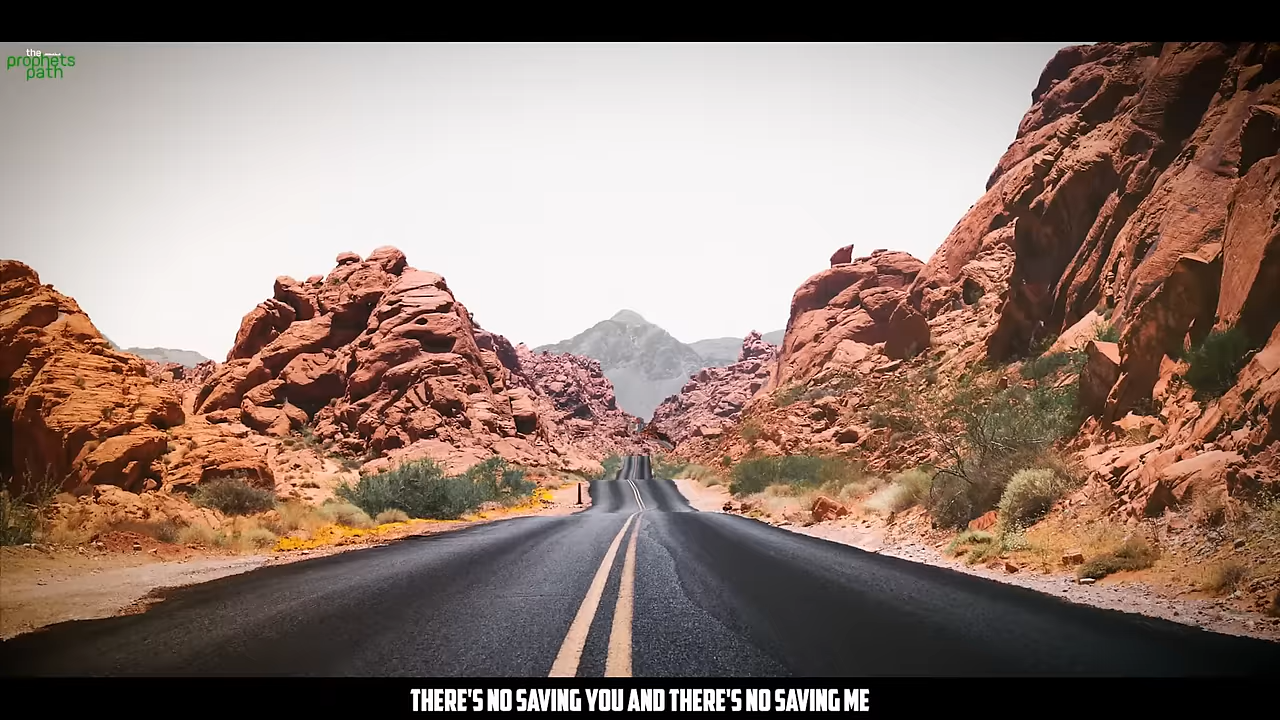 the
prophets
path
THERE'S NO SAVING YOU AND THERE'S NO SAVING ME